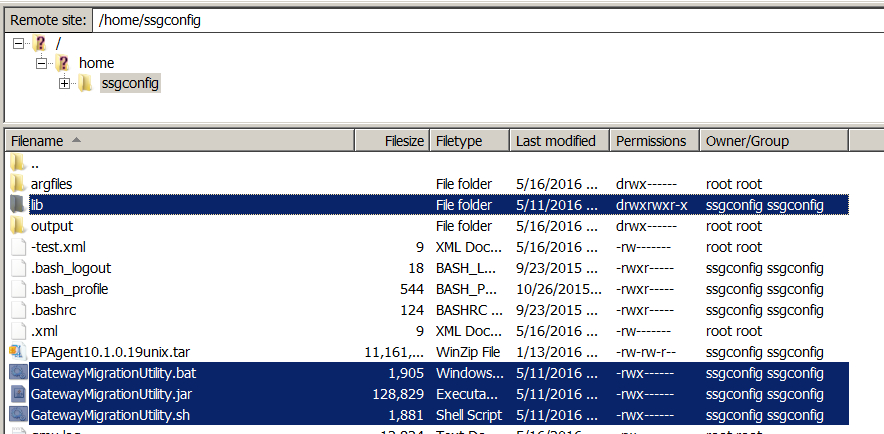 Remote site: /home/ssgconfig
/
home
ssgconfig
Filename Filesize Filetype Last modified Permissions Owner/Group
..
argfiles File folder 5/16/2016 ... drwx------ root root
lib File folder 5/11/2016 ... drwxrwxr-x ssgconfig ssgconfig
output File folder 5/16/2016 ... drwx------ root root
-test.xml 9 XML Doc... 5/16/2016 ... -rw------- root root
.bash_logout 18 BASH_L... 9/23/2015 ... -rwxr----- ssgconfig ssgconfig
.bash_profile 544 BASH_P... 10/26/2015... -rwxr----- ssgconfig ssgconfig
.bashrc 124 BASHRC ... 9/23/2015 ... -rwxr----- ssgconfig ssgconfig
.xml 9 XML Doc... 5/16/2016 ... -rw------- root root
EPAgent10.1.0.19unix.tar 11,161,... WinZip File 1/13/2016 ... -rw-rw-r-- ssgconfig ssgconfig
GatewayMigrationUtility.bat 1,905 Windows... 5/11/2016 ... -rwx------ ssgconfig ssgconfig
GatewayMigrationUtility.jar 128,829 Executa... 5/11/2016 ... -rwx------ ssgconfig ssgconfig
GatewayMigrationUtility.sh 1,881 Shell Script 5/11/2016 ... -rwx------ ssgconfig ssgconfig